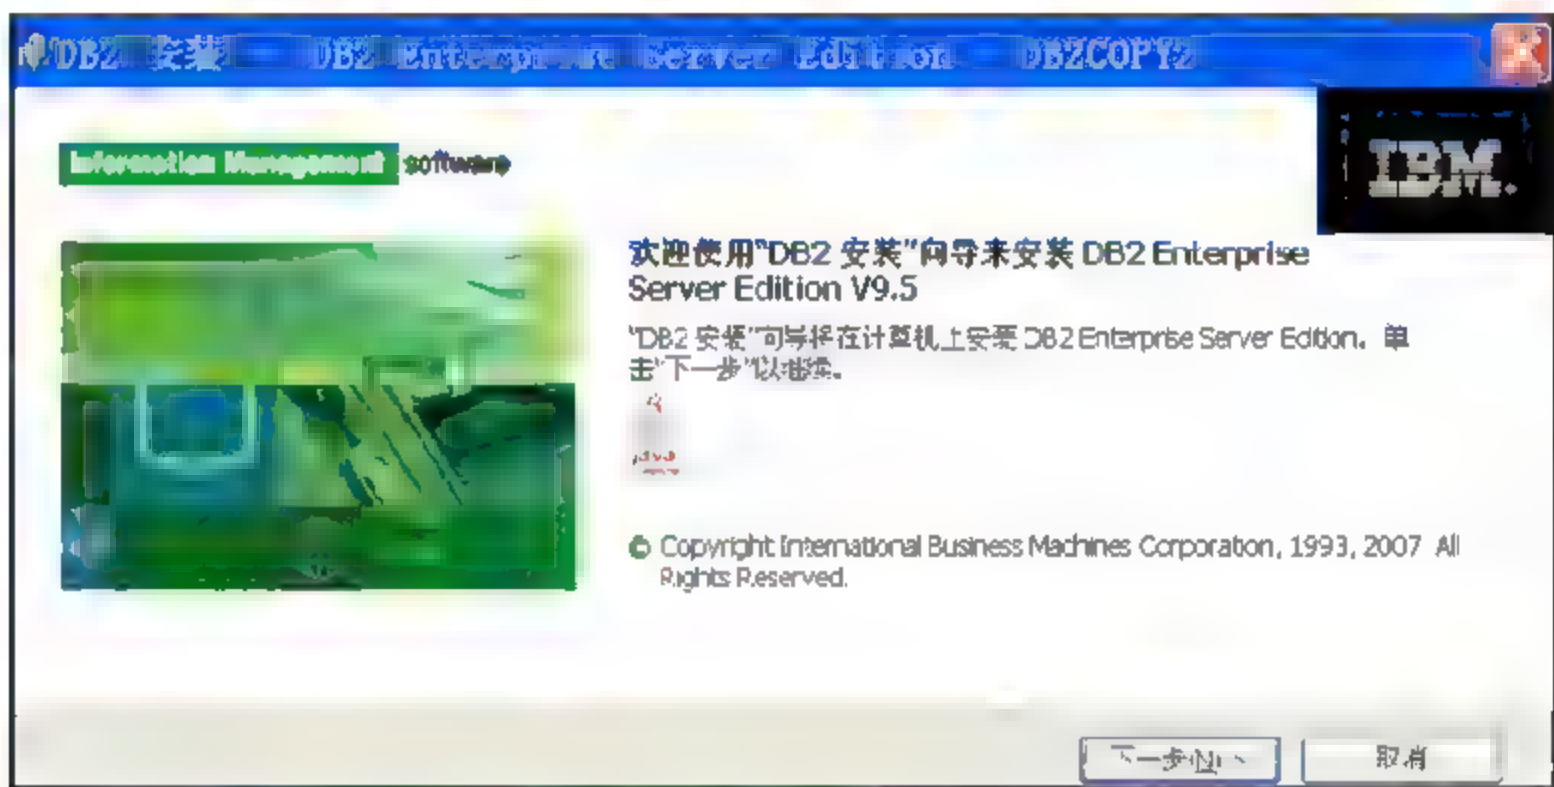 DB2 安装 - DB2 Enterprise Server Edition - DB2COPY2
Information Management software
IBM.
欢迎使用"DB2 安装"向导来安装 DB2 Enterprise
Server Edition V9.5
"DB2 安装"向导将在计算机上安装 DB2 Enterprise Server Edition。单
击"下一步"以继续。
Java
© Copyright International Business Machines Corporation, 1993, 2007 All
Rights Reserved.
下一步(N) >
取消